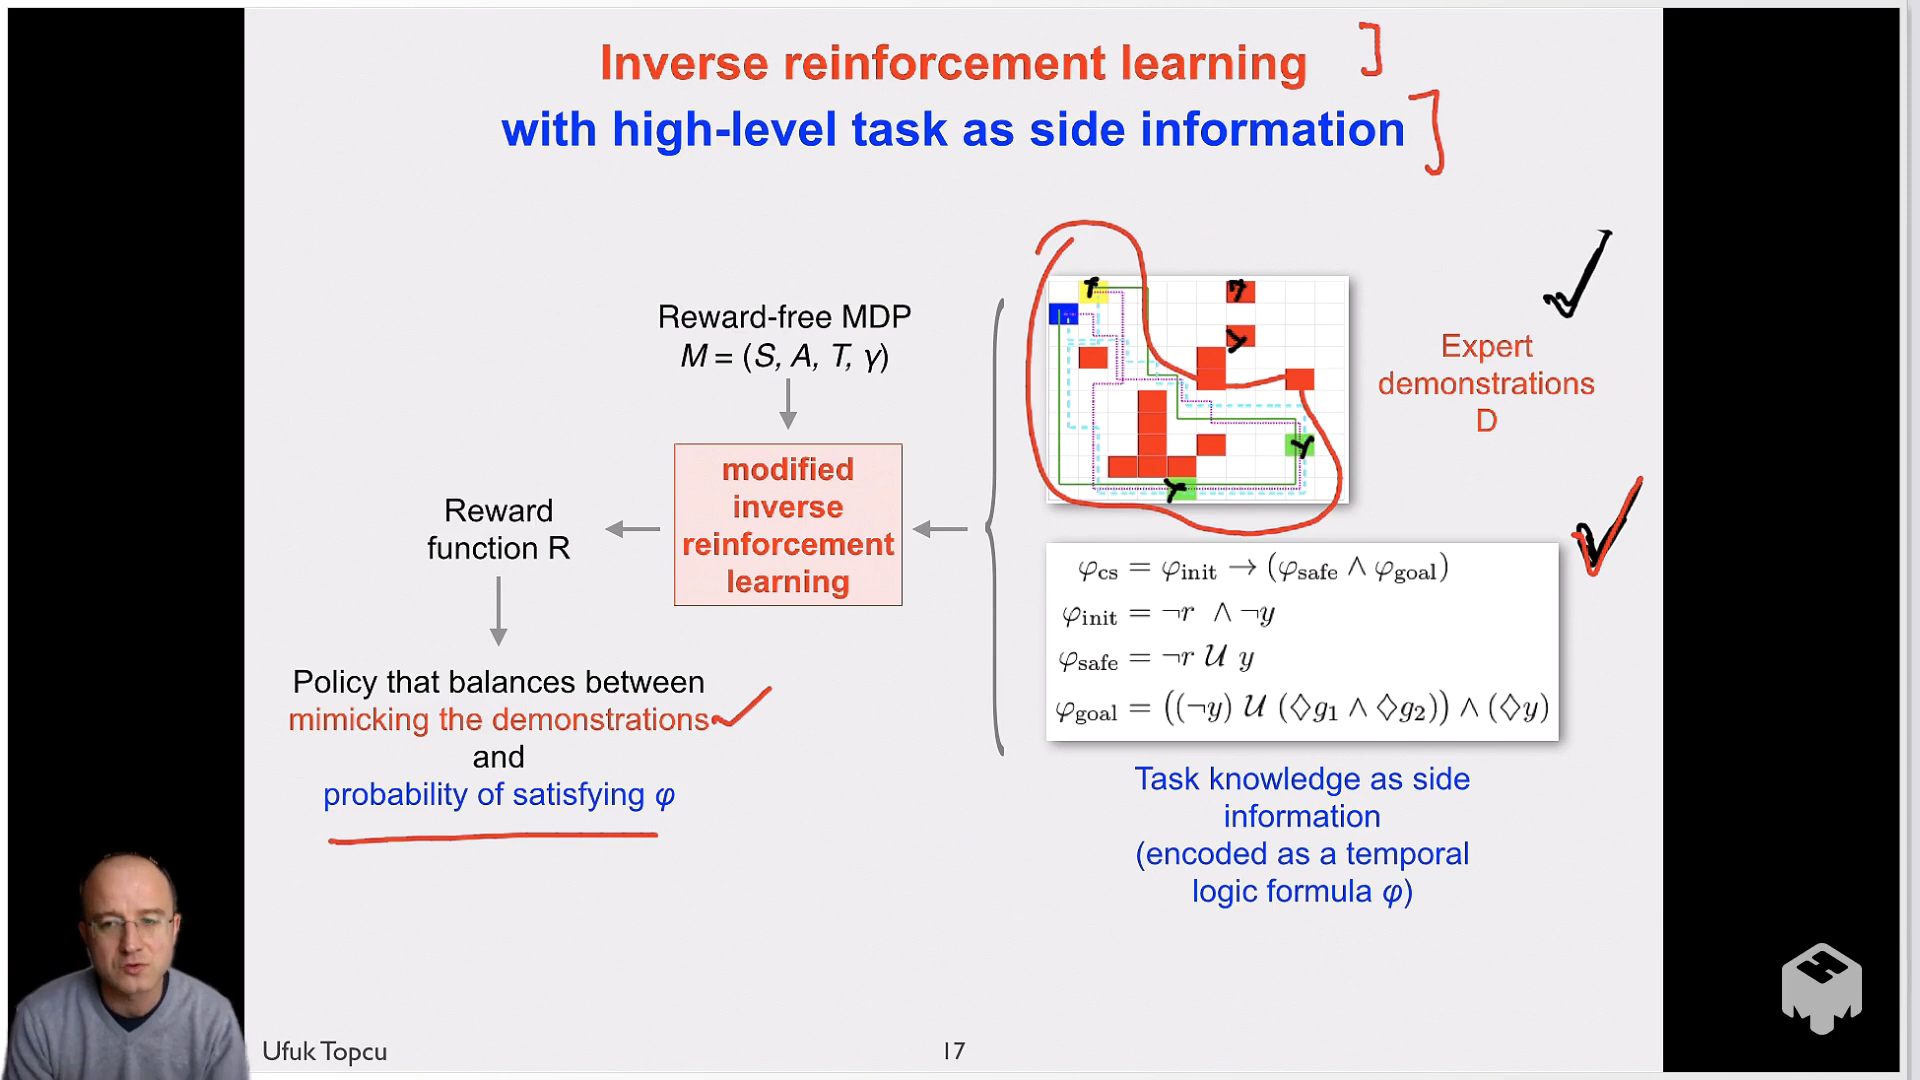 Inverse reinforcement learning
with high-level task as side information
Reward-free MDP
M = (S, A, T, γ)
modified
inverse
reinforcement
learning
Reward
function R
Policy that balances between
mimicking the demonstrations
and
probability of satisfying φ
Expert
demonstrations
D
φcs = φinit → (φsafe ∧ φgoal)
φinit = ¬r ∧ ¬y
φsafe = ¬r 𝒰 y
φgoal = ((¬y) 𝒰 (◇g₁ ∧ ◇g₂)) ∧ (◇y)
Task knowledge as side
information
(encoded as a temporal
logic formula φ)
Ufuk Topcu
17